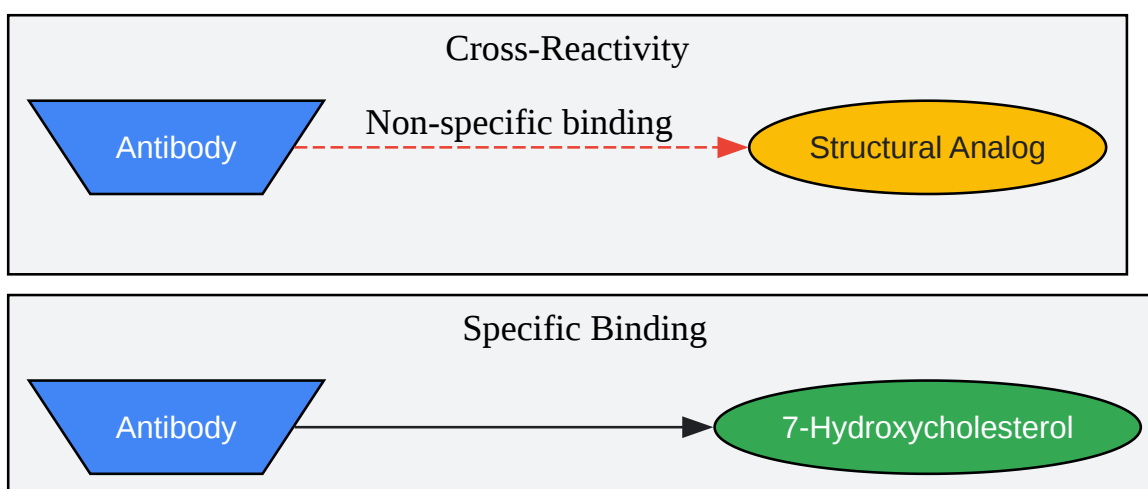 Cross-Reactivity
Antibody
Non-specific binding
Structural Analog
Specific Binding
Antibody
7-Hydroxycholesterol